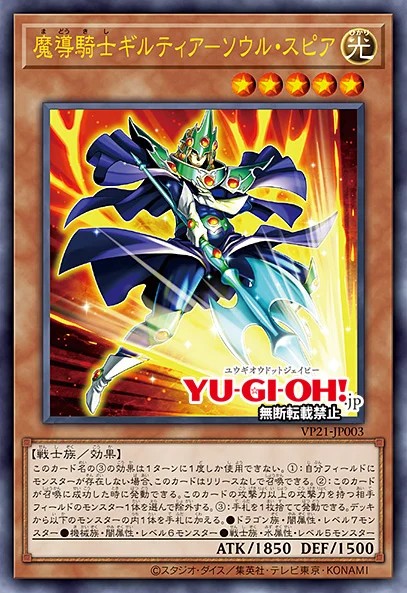 魔導騎士ギルティア-ソウル・スピア 光
ユウギオウドットジェイピー
YU-GI-OH!.jp
無断転載禁止
VP21-JP003
【戦士族/効果】
このカード名の③の効果は1ターンに1度しか使用できない。①:自分フィールドに
モンスターが存在しない場合、このカードはリリースなしで召喚できる。②:このカード
が召喚に成功した時に発動できる。このカードの攻撃力以上の攻撃力を持つ相手
フィールドのモンスター1体を選んで除外する。③:手札を1枚捨てて発動できる。デッキ
から以下のモンスターの内1体を手札に加える。●ドラゴン族・闇属性・レベル7モン
スター●機械族・闇属性・レベル6モンスター●戦士族・水属性・レベル5モンスター
ATK/1850 DEF/1500
©スタジオ・ダイス/集英社・テレビ東京・KONAMI